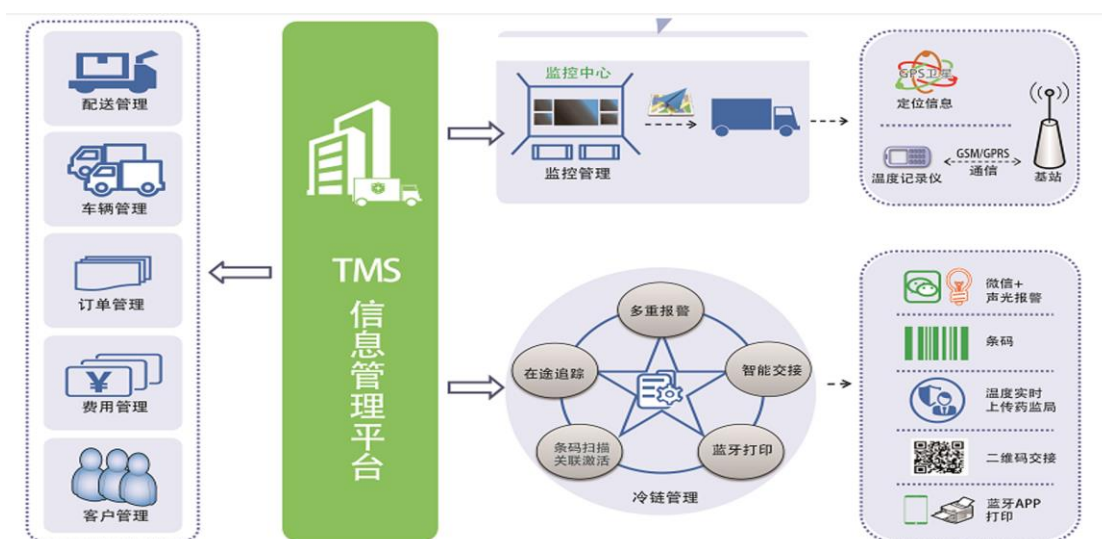 配送管理
车辆管理
订单管理
¥
费用管理
客户管理
TMS
信息管理平台
监控中心
监控管理
GPS卫星
定位信息
温度记录仪
GSM/GPRS
通信
基站
多重报警
在途追踪
智能交接
条码扫描
关联激活
蓝牙打印
冷链管理
微信+
声光报警
条码
温度实时
上传药监局
二维码交接
蓝牙APP
打印